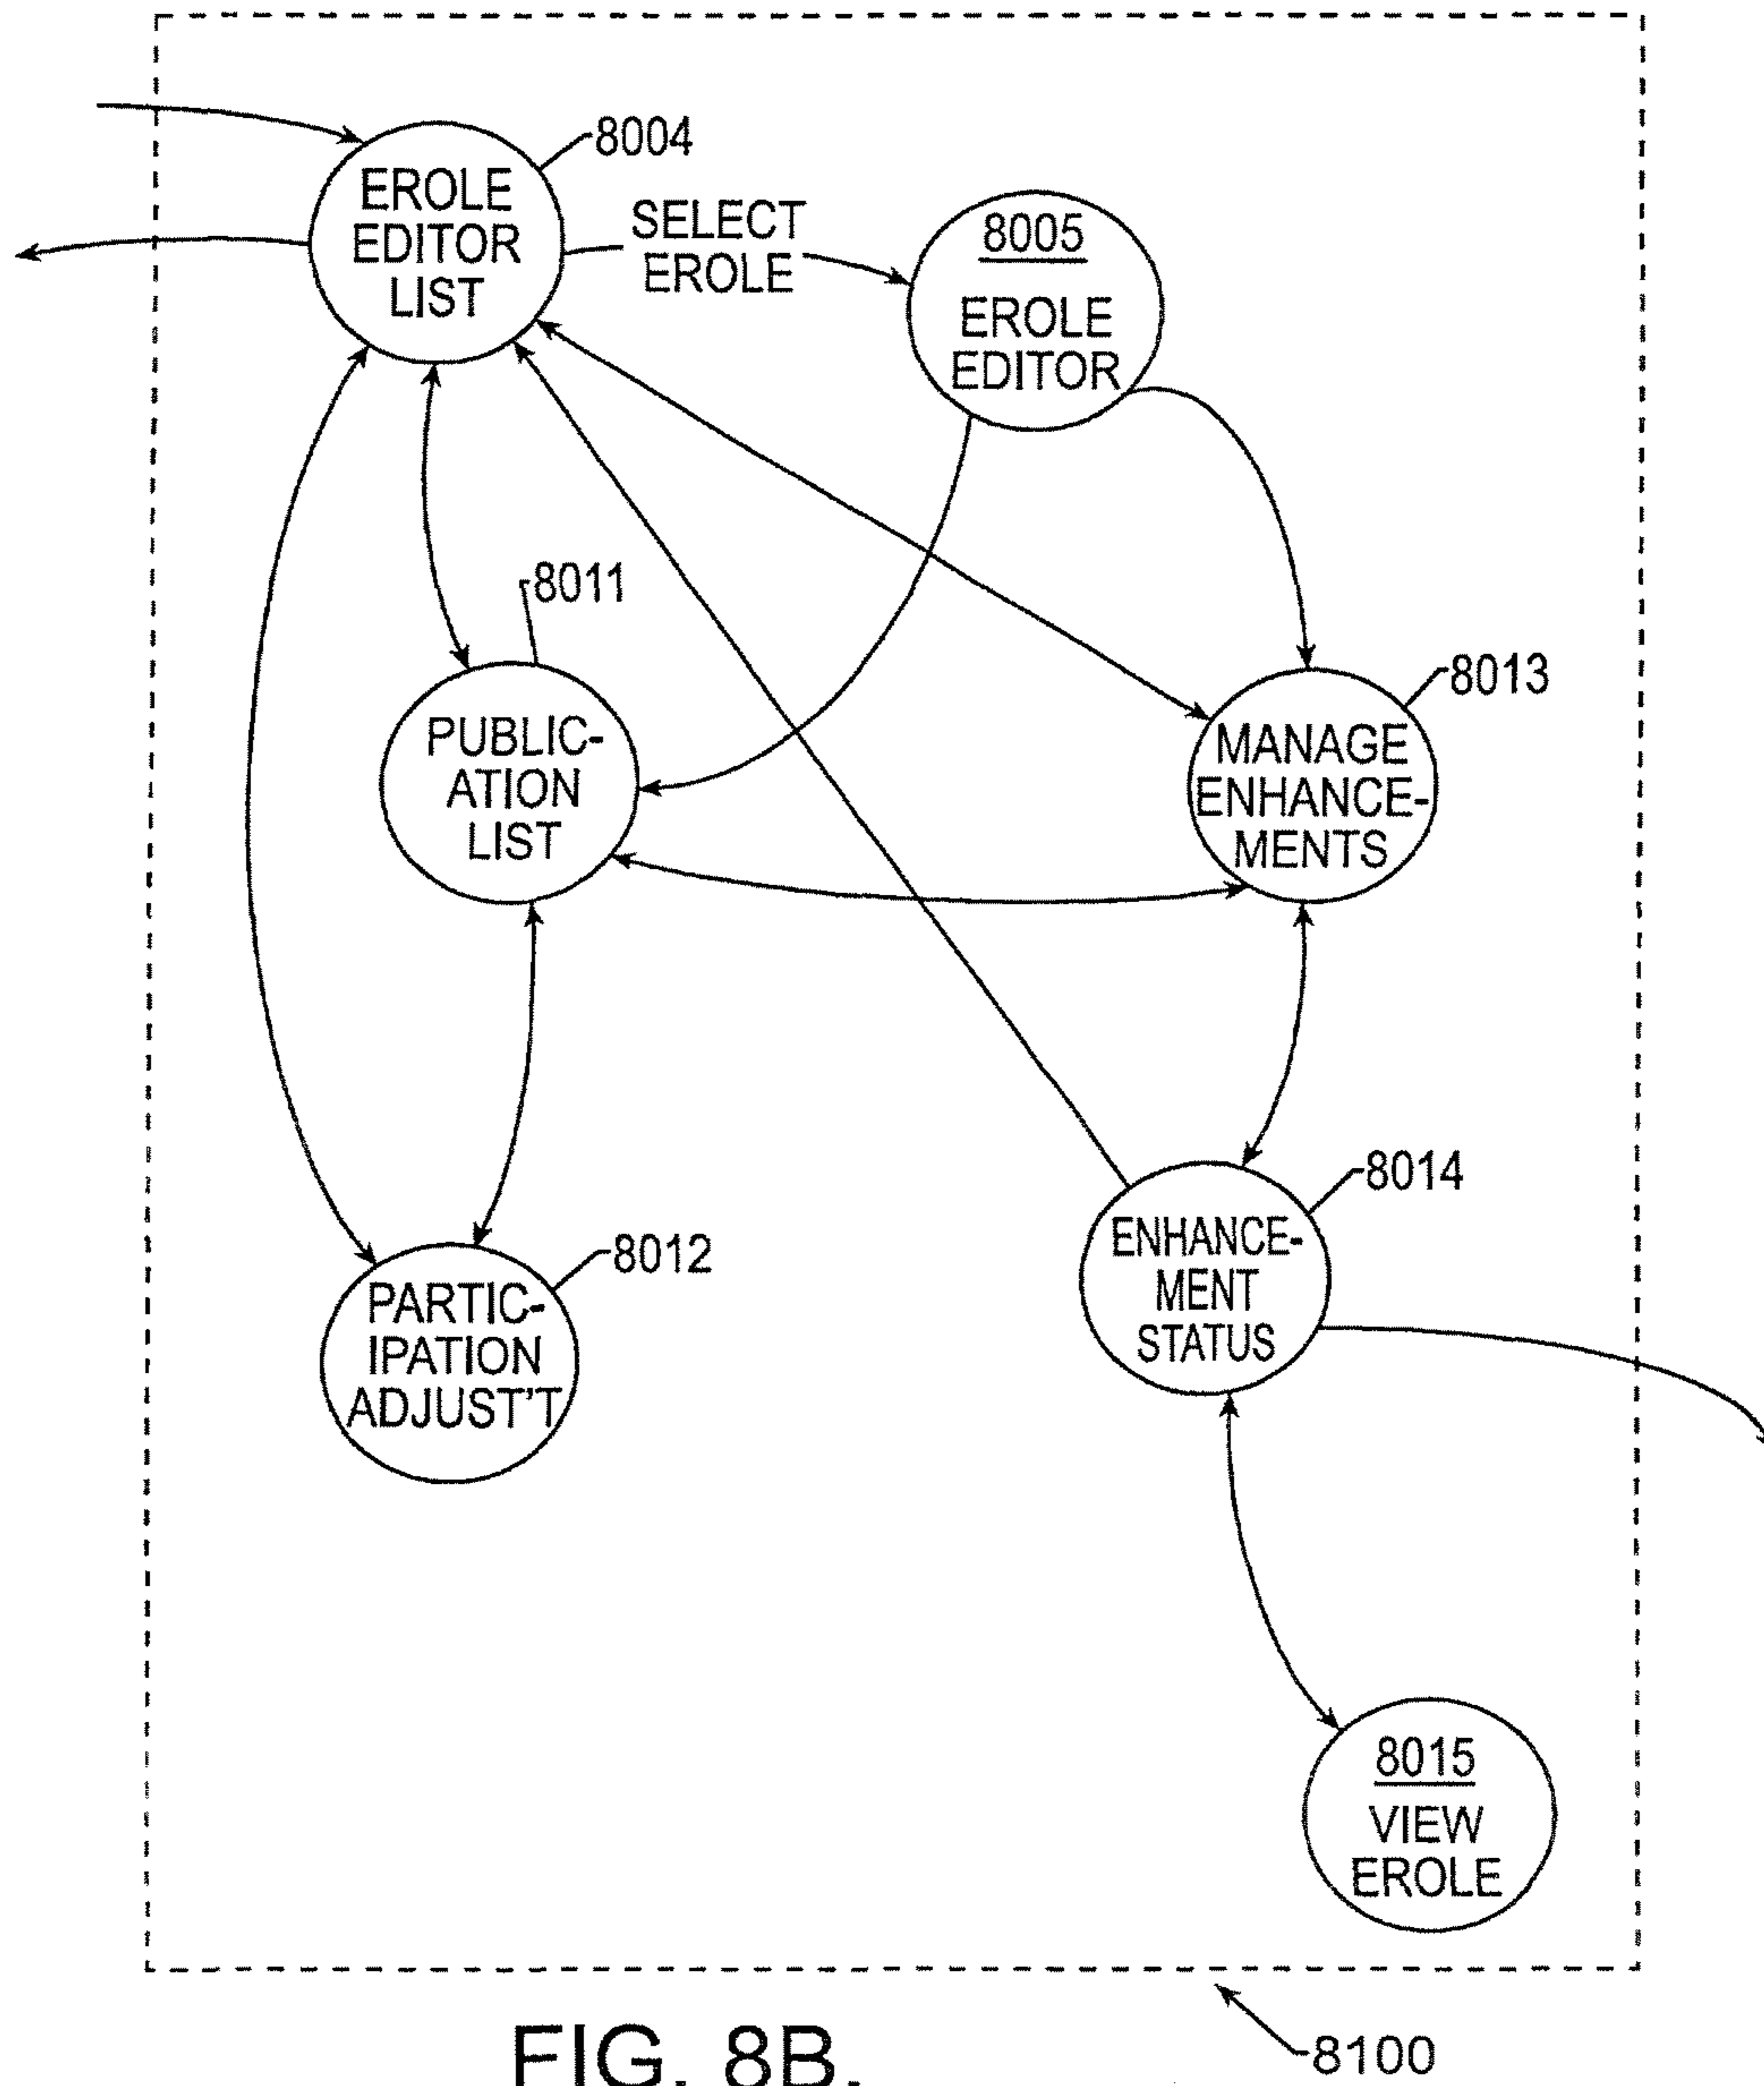 8004
EROLE
EDITOR
LIST
SELECT
EROLE
8005
EROLE
EDITOR
8011
PUBLIC-
ATION
LIST
8013
MANAGE
ENHANCE-
MENTS
8012
PARTIC-
IPATION
ADJUST'T
8014
ENHANCE-
MENT
STATUS
8015
VIEW
EROLE
8100
FIG. 8B.